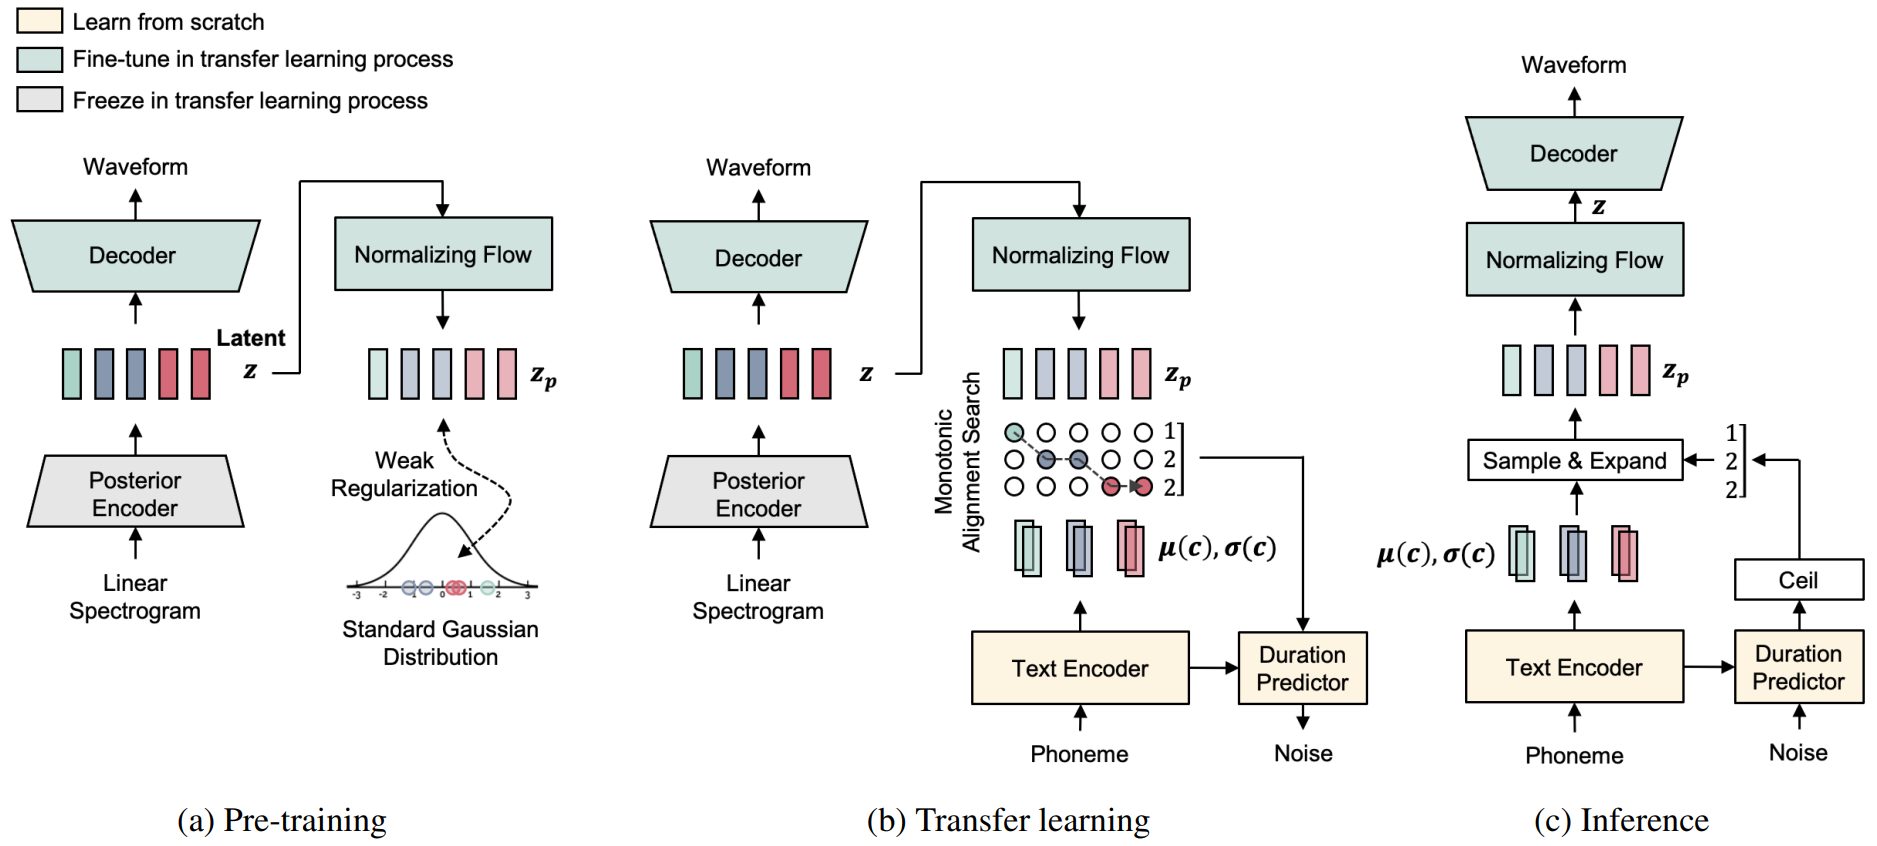 Learn from scratch
Fine-tune in transfer learning process
Freeze in transfer learning process
Waveform
Decoder
Normalizing Flow
Latent
z
z_p
Posterior
Encoder
Weak
Regularization
Linear
Spectrogram
-3 -2 -1 0 1 2 3
Standard Gaussian
Distribution
(a) Pre-training
Waveform
Decoder
Normalizing Flow
z
z_p
Monotonic
Alignment Search
1
2
2
Posterior
Encoder
μ(c), σ(c)
Linear
Spectrogram
Text Encoder
Duration
Predictor
Phoneme
Noise
(b) Transfer learning
Waveform
Decoder
z
Normalizing Flow
z_p
Sample & Expand
1
2
2
μ(c), σ(c)
Ceil
Text Encoder
Duration
Predictor
Phoneme
Noise
(c) Inference